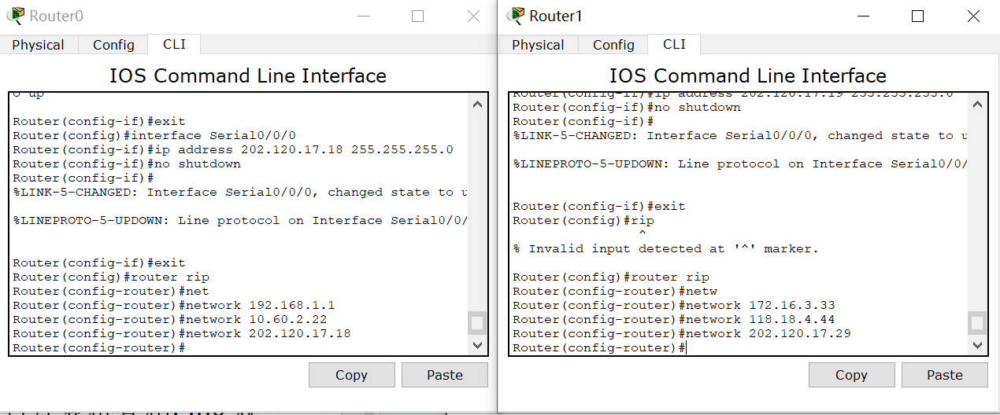 Router0
Physical Config CLI
IOS Command Line Interface
o up
Router(config-if)#exit
Router(config)#interface Serial0/0/0
Router(config-if)#ip address 202.120.17.18 255.255.255.0
Router(config-if)#no shutdown
Router(config-if)#
%LINK-5-CHANGED: Interface Serial0/0/0, changed state to u
%LINEPROTO-5-UPDOWN: Line protocol on Interface Serial0/0/
Router(config-if)#exit
Router(config)#router rip
Router(config-router)#net
Router(config-router)#network 192.168.1.1
Router(config-router)#network 10.60.2.22
Router(config-router)#network 202.120.17.18
Router(config-router)#
Copy Paste
Router1
Physical Config CLI
IOS Command Line Interface
Router(config-if)#ip address 202.120.17.19 255.255.255.0
Router(config-if)#no shutdown
Router(config-if)#
%LINK-5-CHANGED: Interface Serial0/0/0, changed state to u
%LINEPROTO-5-UPDOWN: Line protocol on Interface Serial0/0/
Router(config-if)#exit
Router(config)#rip
^
% Invalid input detected at '^' marker.
Router(config)#router rip
Router(config-router)#netw
Router(config-router)#network 172.16.3.33
Router(config-router)#network 118.18.4.44
Router(config-router)#network 202.120.17.29
Router(config-router)#
Copy Paste